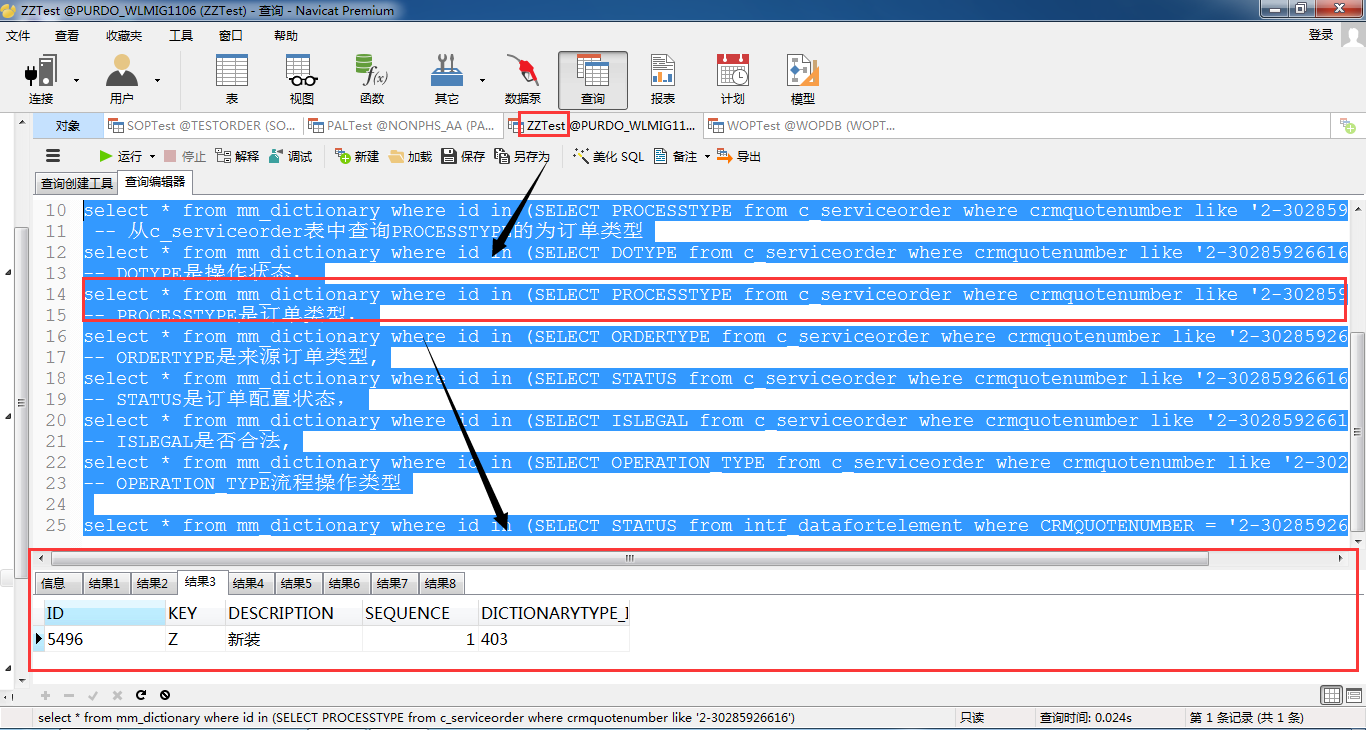 ZZTest @PURDO_WLMIG1106 (ZZTest) - 查询 - Navicat Premium
文件 查看 收藏夹 工具 窗口 帮助 登录
连接 用户 表 视图 函数 其它 数据泵 查询 报表 计划 模型
对象 SOPTest @TESTORDER (SO... PALTest @NONPHS_AA (PA... ZZTest @PURDO_WLMIG11... WOPTest @WOPDB (WOPT...
运行 停止 解释 调试 新建 加载 保存 另存为 美化 SQL 备注 导出
查询创建工具 查询编辑器
10 select * from mm_dictionary where id in (SELECT PROCESSTYPE from c_serviceorder where crmquotenumber like '2-302859
11 -- 从c_serviceorder表中查询PROCESSTYPE的为订单类型
12 select * from mm_dictionary where id in (SELECT DOTYPE from c_serviceorder where crmquotenumber like '2-30285926616
13 -- DOTYPE是操作状态,
14 select * from mm_dictionary where id in (SELECT PROCESSTYPE from c_serviceorder where crmquotenumber like '2-302859
15 -- PROCESSTYPE是订单类型,
16 select * from mm_dictionary where id in (SELECT ORDERTYPE from c_serviceorder where crmquotenumber like '2-30285926
17 -- ORDERTYPE是来源订单类型,
18 select * from mm_dictionary where id in (SELECT STATUS from c_serviceorder where crmquotenumber like '2-30285926616
19 -- STATUS是订单配置状态,
20 select * from mm_dictionary where id in (SELECT ISLEGAL from c_serviceorder where crmquotenumber like '2-3028592661
21 -- ISLEGAL是否合法,
22 select * from mm_dictionary where id in (SELECT OPERATION_TYPE from c_serviceorder where crmquotenumber like '2-302
23 -- OPERATION_TYPE流程操作类型
24
25 select * from mm_dictionary where id in (SELECT STATUS from intf_datafortelement where CRMQUOTENUMBER = '2-30285926
信息 结果1 结果2 结果3 结果4 结果5 结果6 结果7 结果8
ID KEY DESCRIPTION SEQUENCE DICTIONARYTYPE_I
5496 Z 新装 1 403
select * from mm_dictionary where id in (SELECT PROCESSTYPE from c_serviceorder where crmquotenumber like '2-30285926616') 只读 查询时间: 0.024s 第 1 条记录 (共 1 条)